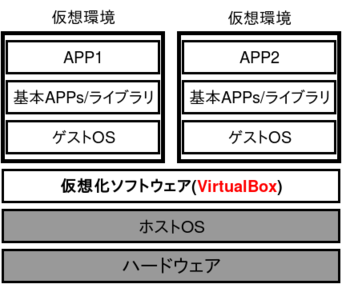 仮想環境 仮想環境
APP1 APP2
基本APPs/ライブラリ 基本APPs/ライブラリ
ゲストOS ゲストOS
仮想化ソフトウェア(VirtualBox)
ホストOS
ハードウェア